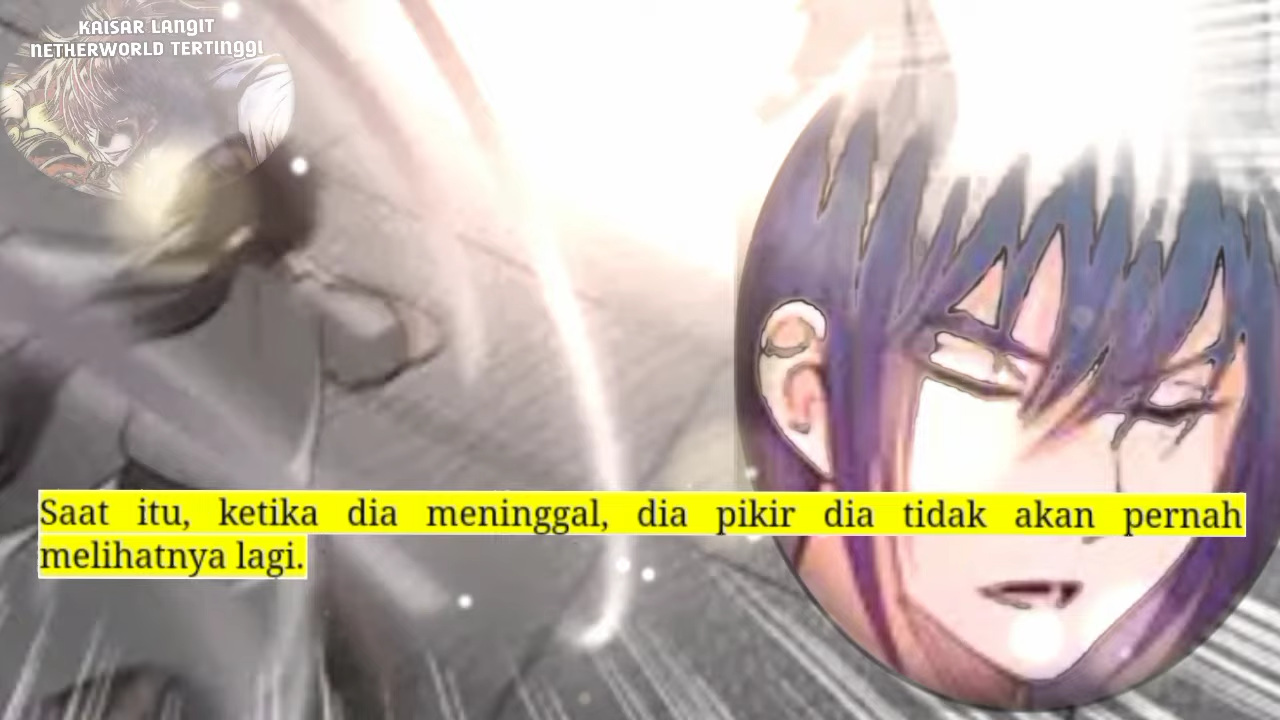 KAISAR LANGIT
NETHERWORLD TERTINGGI
Saat itu, ketika dia meninggal, dia pikir dia tidak akan pernah
melihatnya lagi.